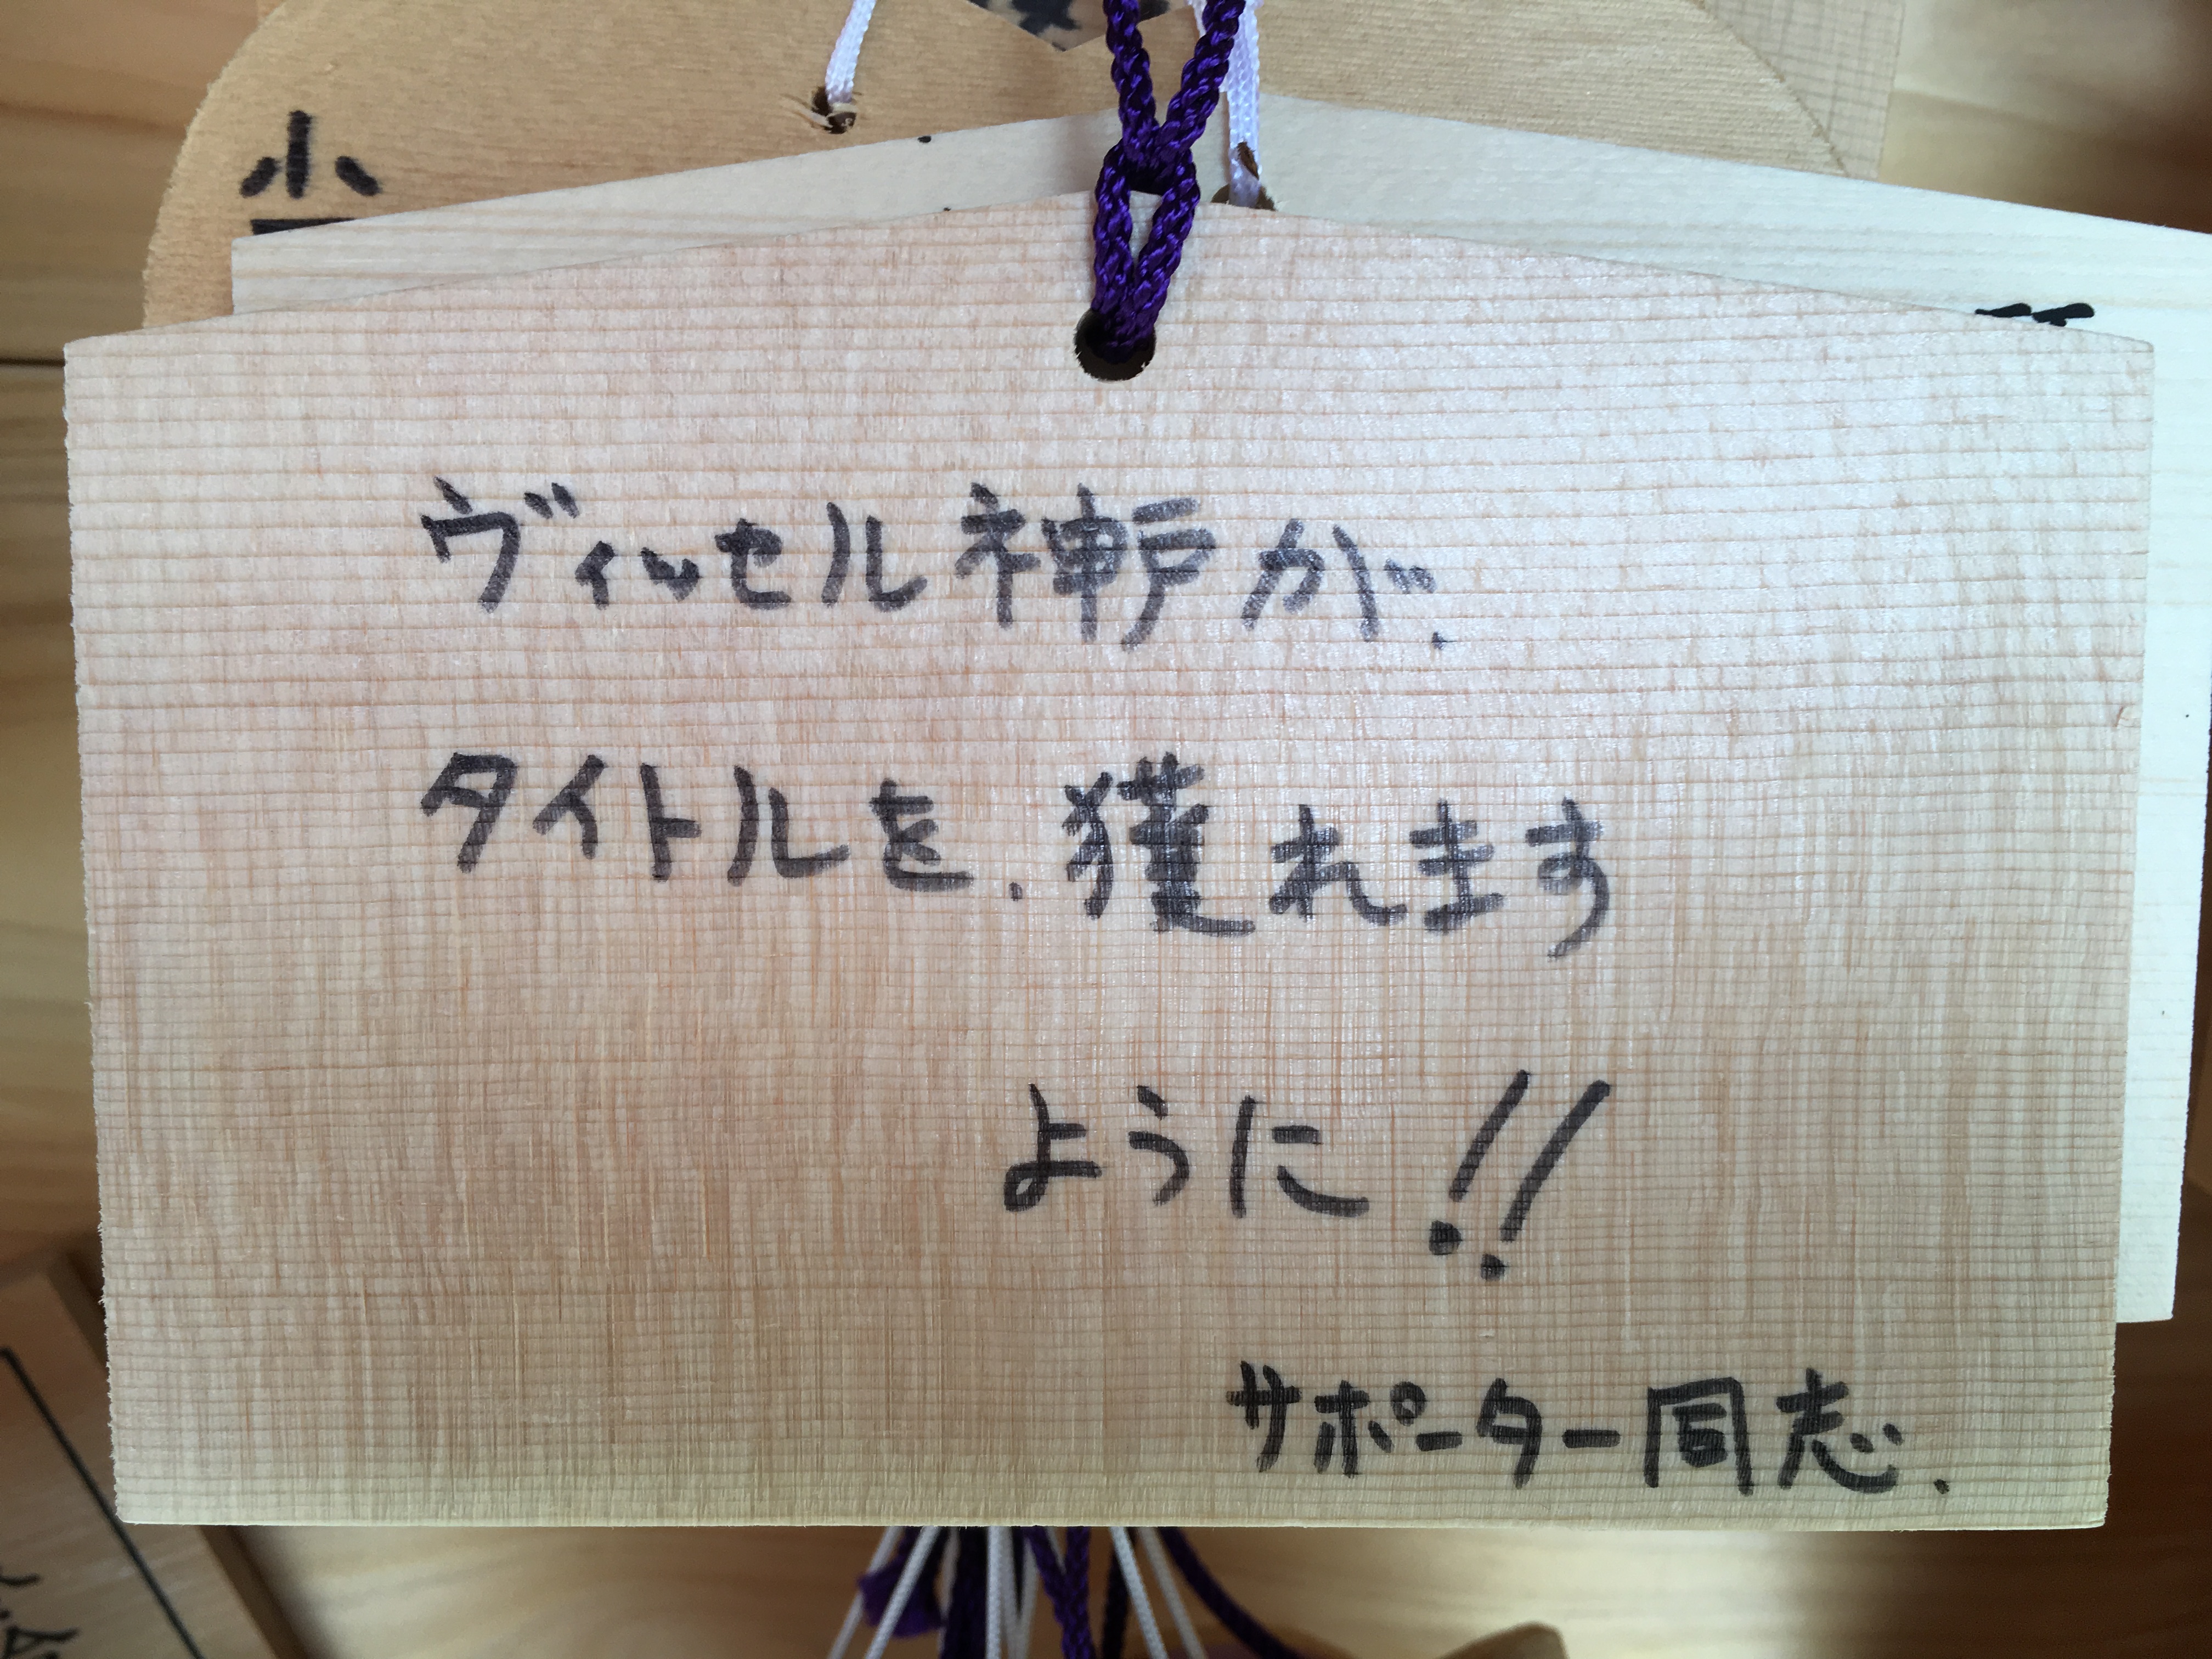 小
ヴィッセル神戸が、
タイトルを、獲れます
ように!!
サポーター同志.